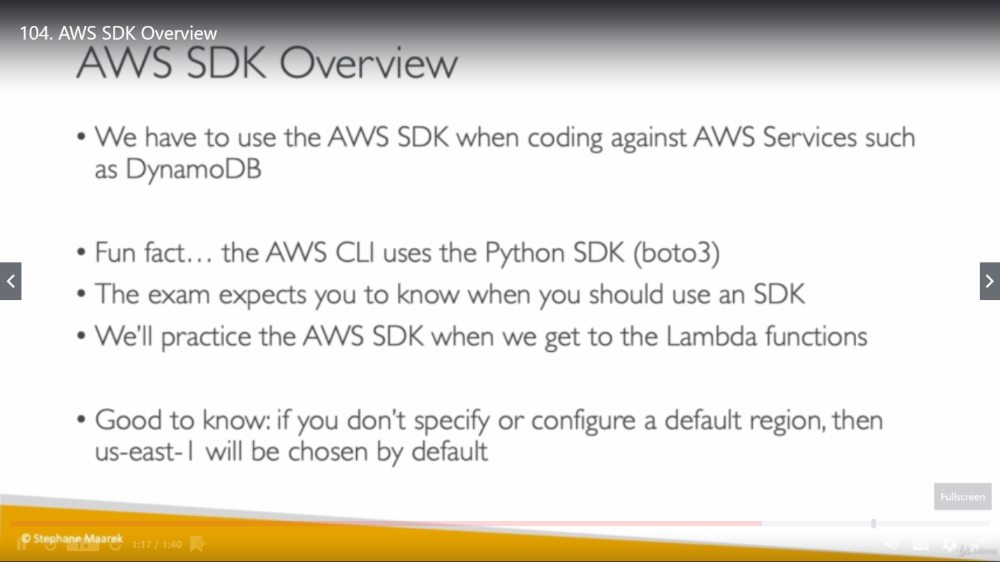 104. AWS SDK Overview
AWS SDK Overview
• We have to use the AWS SDK when coding against AWS Services such
as DynamoDB
• Fun fact… the AWS CLI uses the Python SDK (boto3)
• The exam expects you to know when you should use an SDK
• We'll practice the AWS SDK when we get to the Lambda functions
• Good to know: if you don't specify or configure a default region, then
us-east-1 will be chosen by default
Fullscreen
© Stephane Maarek
1x
1:17 / 1:40
CC